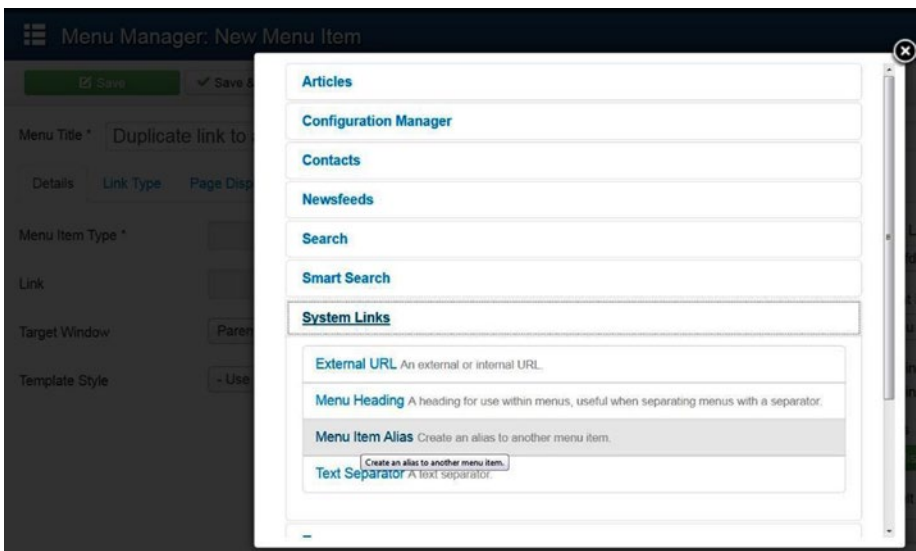 Menu Manager: New Menu Item
Save
Save &
Menu Title *
Duplicate link to
Details
Link Type
Page Disp
Menu Item Type *
Link
Target Window
Paren
Template Style
- Use
Articles
Configuration Manager
Contacts
Newsfeeds
Search
Smart Search
System Links
External URL An external or internal URL.
Menu Heading A heading for use within menus, useful when separating menus with a separator.
Menu Item Alias Create an alias to another menu item.
Create an alias to another menu item.
Text Separator A text separator.